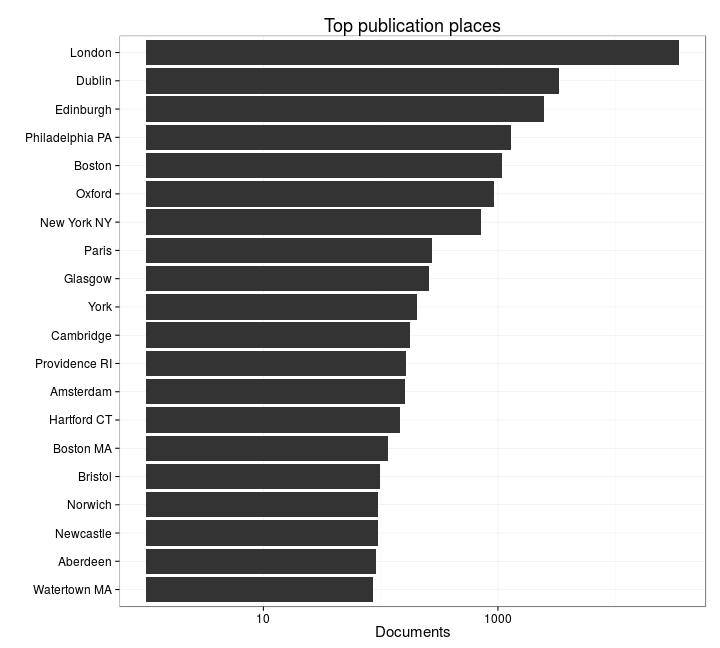 Top publication places
London
Dublin
Edinburgh
Philadelphia PA
Boston
Oxford
New York NY
Paris
Glasgow
York
Cambridge
Providence RI
Amsterdam
Hartford CT
Boston MA
Bristol
Norwich
Newcastle
Aberdeen
Watertown MA
10 1000
Documents